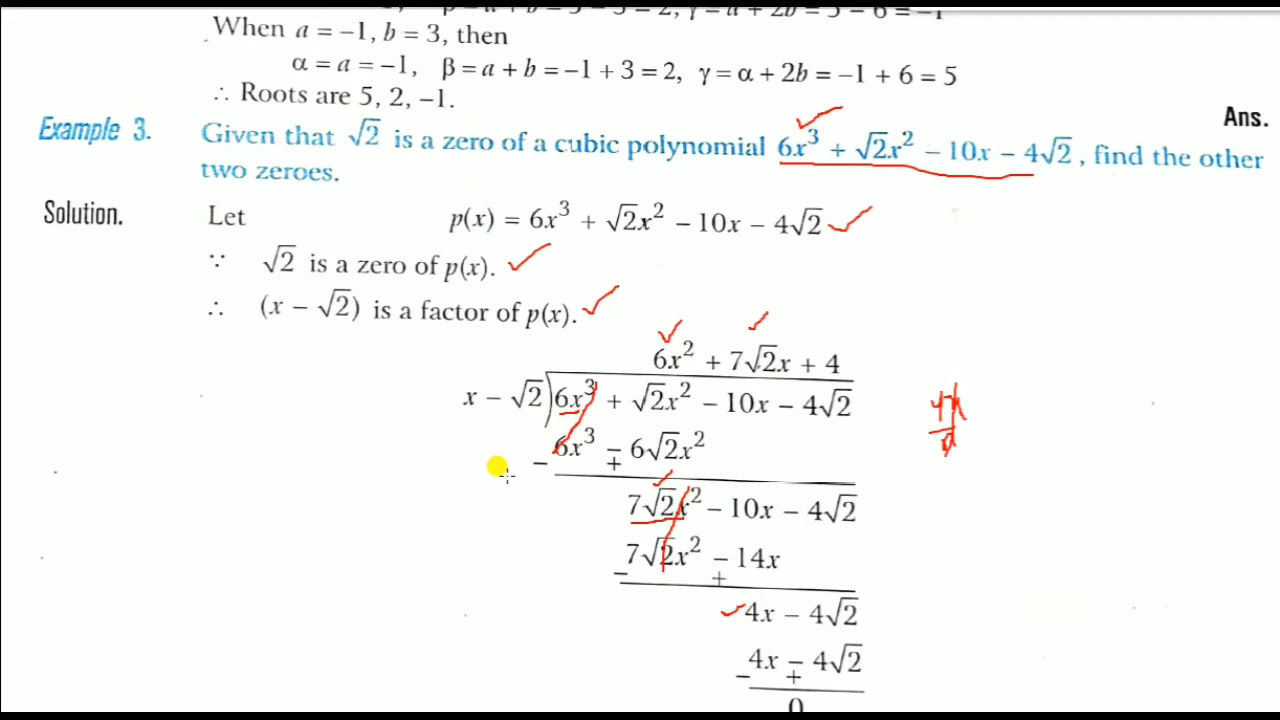 When a = −1, b = 3, then
α = a = −1, β = a + b = −1 + 3 = 2, γ = α + 2b = −1 + 6 = 5
∴ Roots are 5, 2, −1.
Ans.
Example 3. Given that √2 is a zero of a cubic polynomial 6x³ + √2x² − 10x − 4√2, find the other
two zeroes.
Solution. Let p(x) = 6x³ + √2x² − 10x − 4√2
∵ √2 is a zero of p(x).
∴ (x − √2) is a factor of p(x).
6x² + 7√2x + 4
x − √2)6x³ + √2x² − 10x − 4√2
6x³ − 6√2x²
− +
7√2x² − 10x − 4√2
7√2x² − 14x
− +
4x − 4√2
4x − 4√2
− +
0